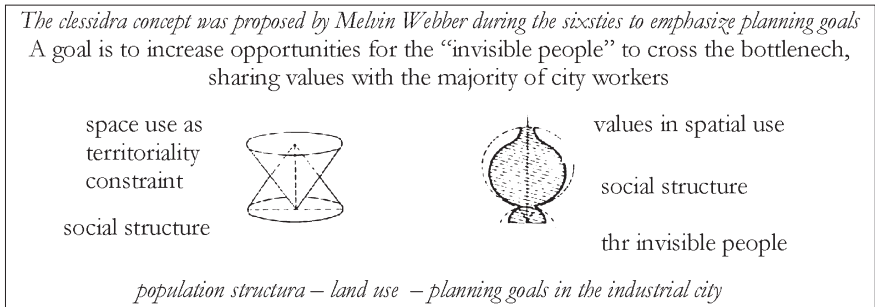 The clessidra concept was proposed by Melvin Webber during the sixsties to emphasize planning goals
A goal is to increase opportunities for the “invisible people” to cross the bottlenech,
sharing values with the majority of city workers
space use as
territoriality
constraint
social structure
values in spatial use
social structure
thr invisible people
population structura – land use – planning goals in the industrial city